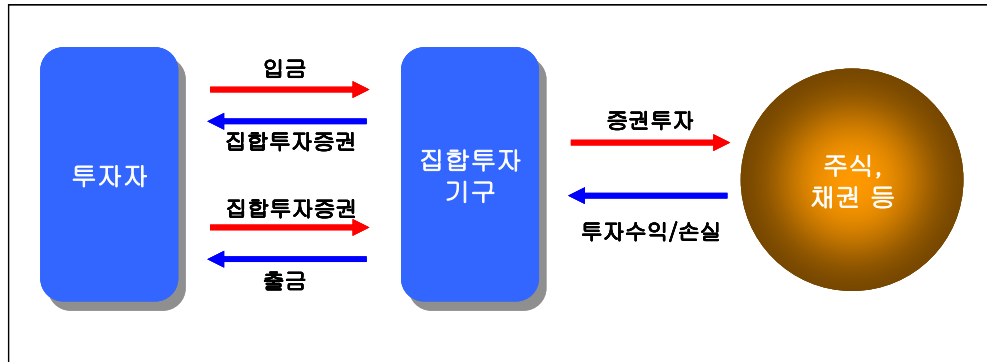 입금
집합투자증권
투자자
집합투자증권
출금
집합투자
기구
증권투자
투자수익/손실
주식,
채권 등